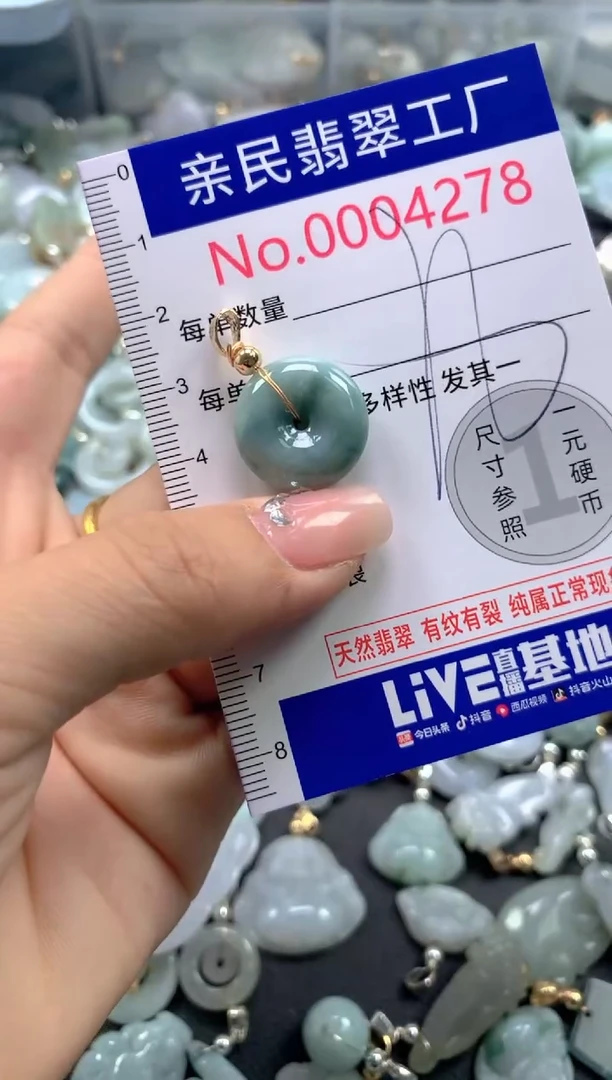 亲民翡翠工厂
No.0004278
每单数量
每单
多样性 发其一
0
1
2
3
4
7
8
1
一元硬币
尺寸参照
天然翡翠 有纹有裂 纯属正常现
LiVE直播基地
今日头条 抖音 西瓜视频 抖音火山